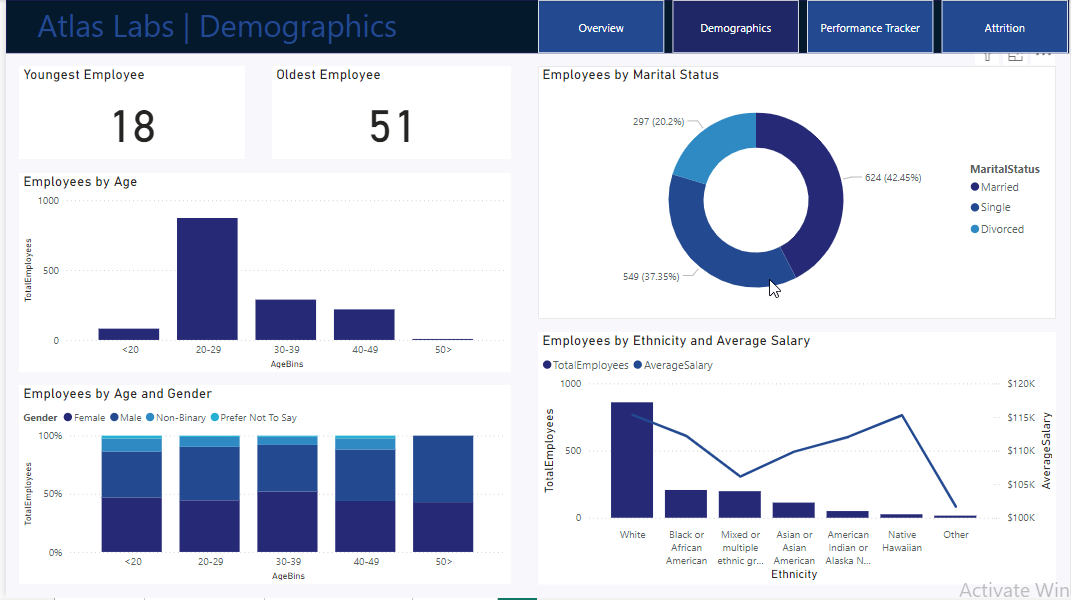 Atlas Labs | Demographics
Overview
Demographics
Performance Tracker
Attrition
Youngest Employee
18
Oldest Employee
51
Employees by Age
TotalEmployees
1000
500
0
<20
20-29
30-39
40-49
50>
AgeBins
Employees by Age and Gender
Gender Female Male Non-Binary Prefer Not To Say
TotalEmployees
100%
50%
0%
<20
20-29
30-39
40-49
50>
AgeBins
Employees by Marital Status
297 (20.2%)
624 (42.45%)
549 (37.35%)
MaritalStatus
Married
Single
Divorced
Employees by Ethnicity and Average Salary
TotalEmployees AverageSalary
TotalEmployees
1000
500
0
$120K
$115K
$110K
$105K
$100K
AverageSalary
White
Black or
African
American
Mixed or
multiple
ethnic gr...
Asian or
Asian
American
American
Indian or
Alaska N...
Native
Hawaiian
Other
Ethnicity
Activate Win